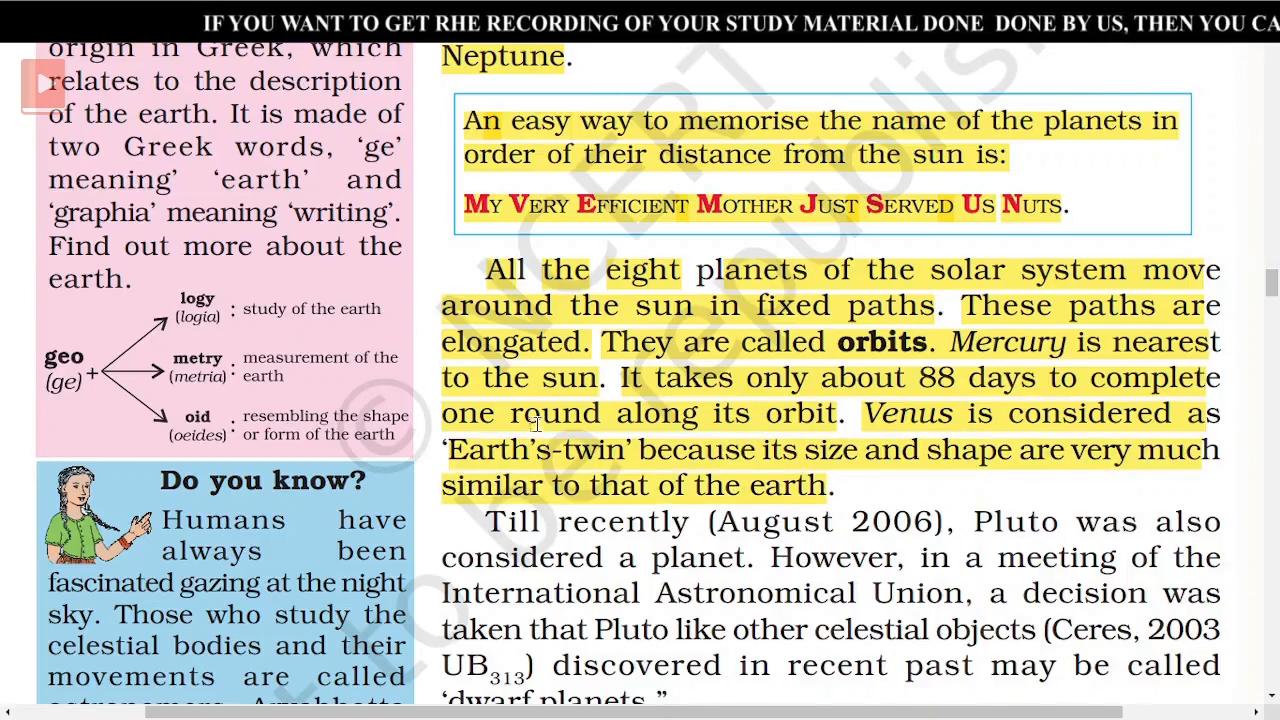 IF YOU WANT TO GET RHE RECORDING OF YOUR STUDY MATERIAL DONE DONE BY US, THEN YOU CA
origin in Greek, which
relates to the description
of the earth. It is made of
two Greek words, ‘ge’
meaning’ ‘earth’ and
‘graphia’ meaning ‘writing’.
Find out more about the
earth.
geo
(ge)
+
logy
(logia)
: study of the earth
metry
(metria)
: measurement of the
earth
oid
(oeides)
: resembling the shape
or form of the earth
Do you know?
Humans have
always been
fascinated gazing at the night
sky. Those who study the
celestial bodies and their
movements are called
astronomers. Aryabhatta
Neptune.
An easy way to memorise the name of the planets in
order of their distance from the sun is:
MY VERY EFFICIENT MOTHER JUST SERVED US NUTS.
All the eight planets of the solar system move
around the sun in fixed paths. These paths are
elongated. They are called orbits. Mercury is nearest
to the sun. It takes only about 88 days to complete
one round along its orbit. Venus is considered as
‘Earth’s-twin’ because its size and shape are very much
similar to that of the earth.
Till recently (August 2006), Pluto was also
considered a planet. However, in a meeting of the
International Astronomical Union, a decision was
taken that Pluto like other celestial objects (Ceres, 2003
UB313) discovered in recent past may be called
‘dwarf planets.”
© NCERT
not to be republished